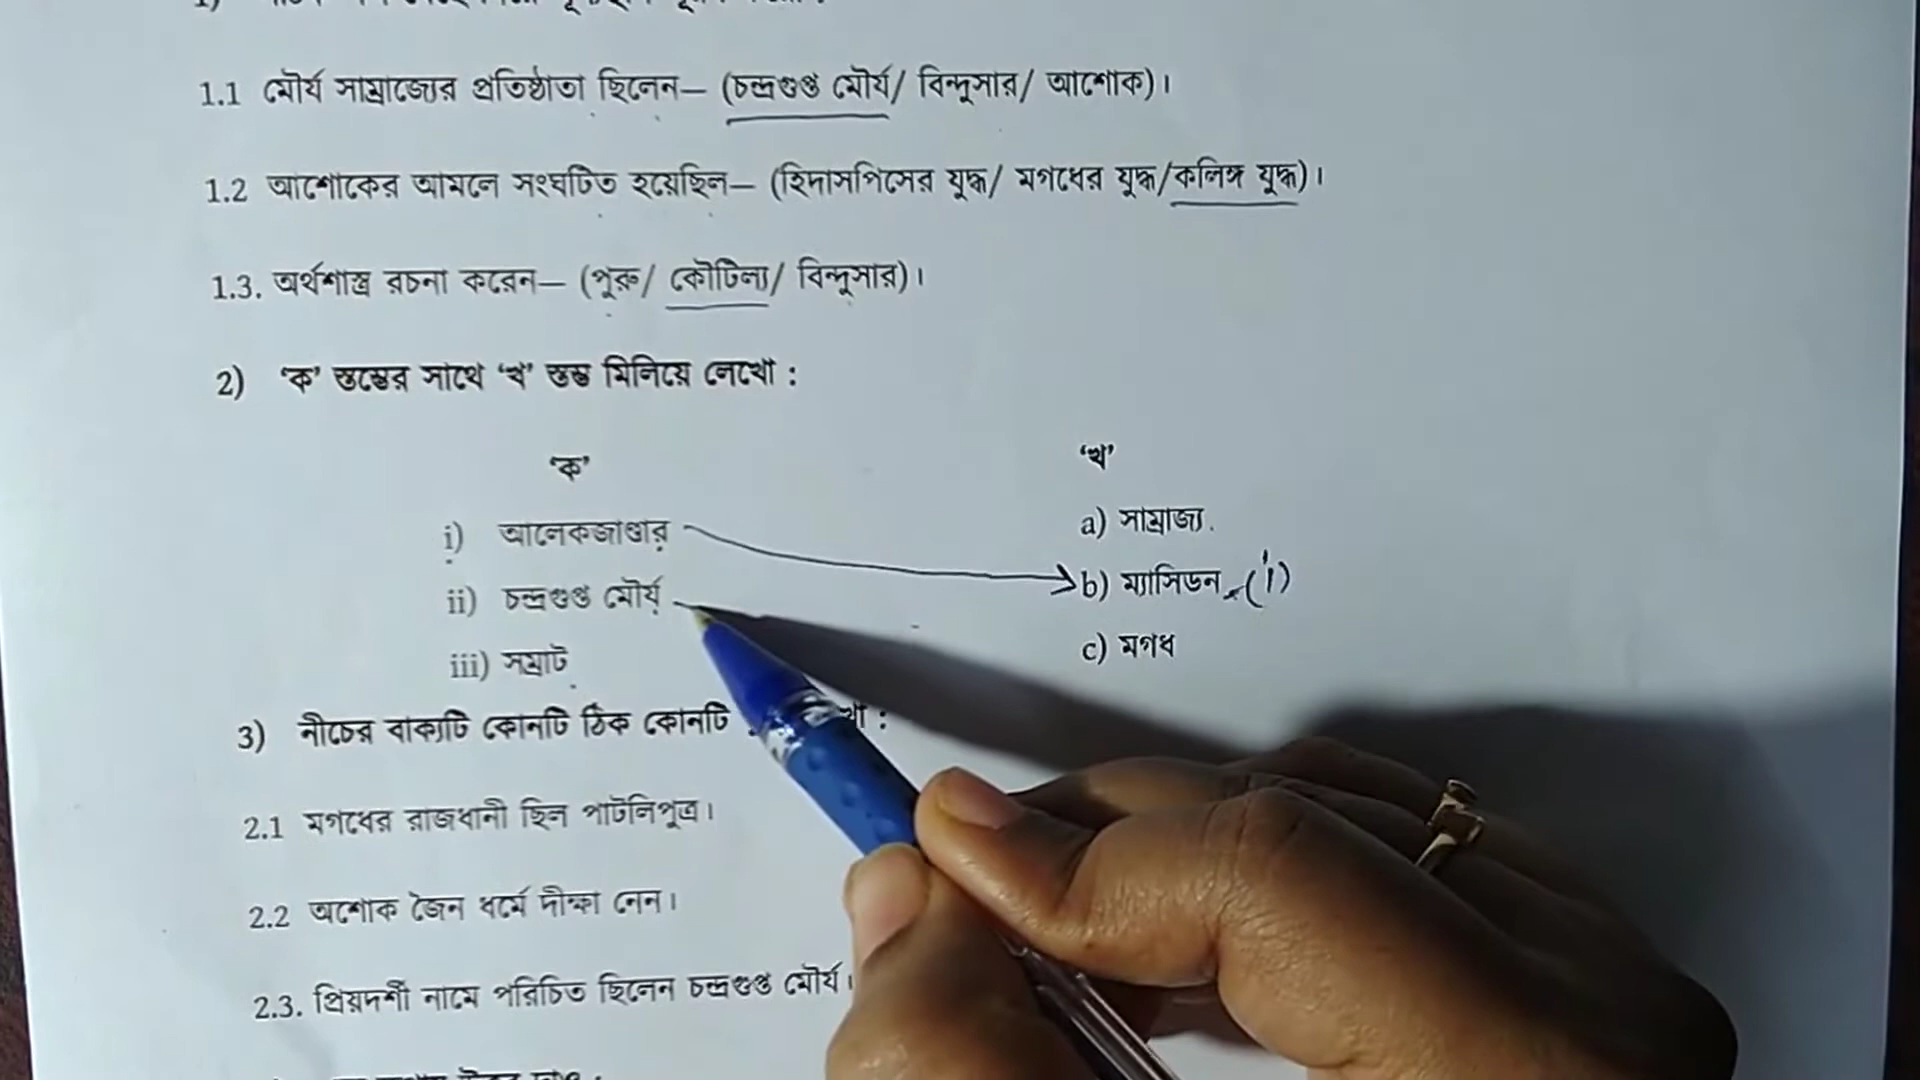 1.1 মৌর্য সাম্রাজ্যের প্রতিষ্ঠাতা ছিলেন— (চন্দ্রগুপ্ত মৌর্য/ বিন্দুসার/ আশোক)।
1.2 আশোকের আমলে সংঘটিত হয়েছিল— (হিদাসপিসের যুদ্ধ/ মগধের যুদ্ধ/কলিঙ্গ যুদ্ধ)।
1.3. অর্থশাস্ত্র রচনা করেন— (পুরু/ কৌটিল্য/ বিন্দুসার)।
2) ‘ক’ স্তম্ভের সাথে ‘খ’ স্তম্ভ মিলিয়ে লেখো :
‘ক’ ‘খ’
i) আলেকজাণ্ডার a) সাম্রাজ্য
ii) চন্দ্রগুপ্ত মৌর্য b) ম্যাসিডন (i)
iii) সম্রাট c) মগধ
3) নীচের বাক্যটি কোনটি ঠিক কোনটি :
2.1 মগধের রাজধানী ছিল পাটলিপুত্র।
2.2 অশোক জৈন ধর্মে দীক্ষা নেন।
2.3. প্রিয়দর্শী নামে পরিচিত ছিলেন চন্দ্রগুপ্ত মৌর্য।